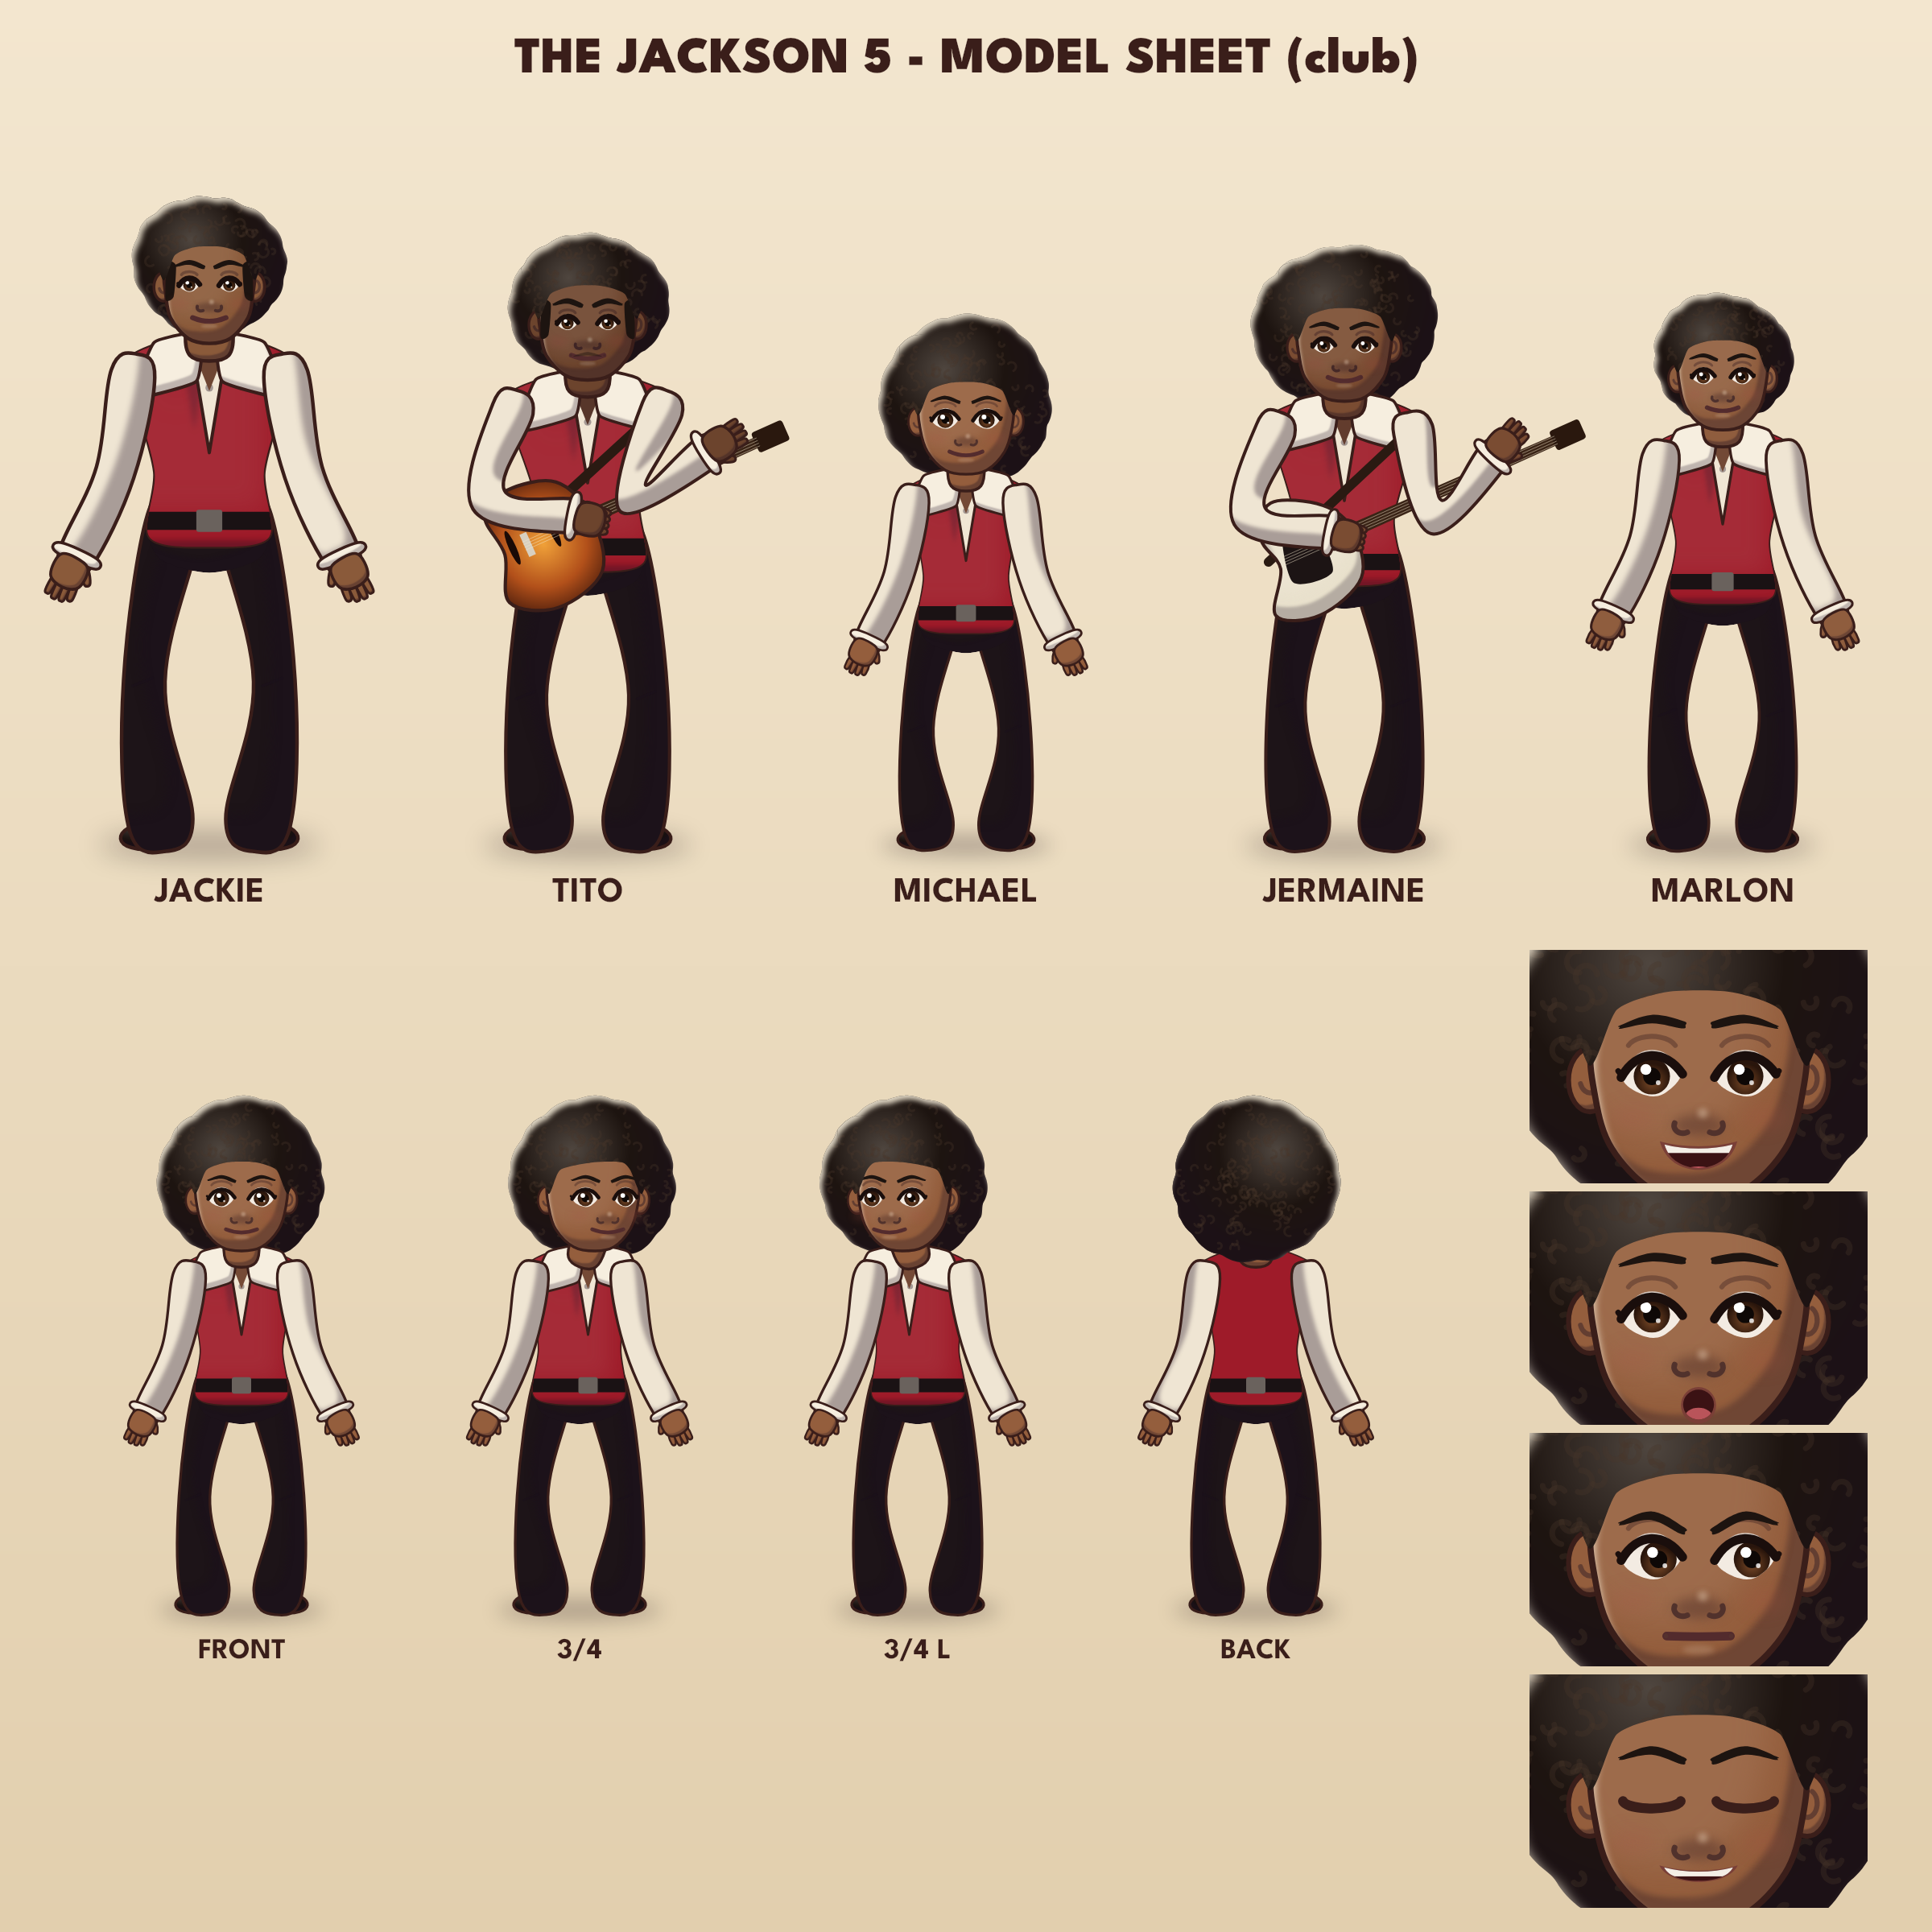 THE JACKSON 5 - MODEL SHEET (club)
JACKIE
TITO
MICHAEL
JERMAINE
MARLON
FRONT
3/4
3/4 L
BACK